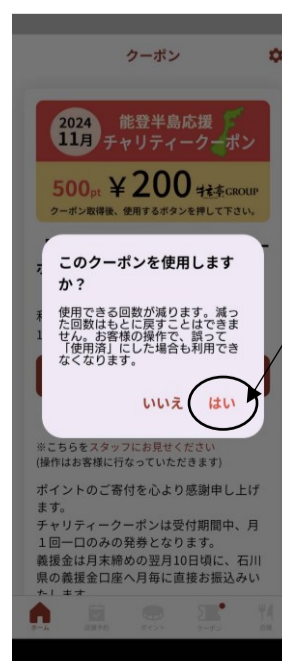 クーポン
2024
11月
能登半島応援
チャリティークーポン
500pt ￥200 GROUP
クーポン取得後、使用するボタンを押して下さい。
このクーポンを使用します
か？
使用できる回数が減ります。減っ
た回数はもとに戻すことはできま
せん。お客様の操作で、誤って
「使用済」にした場合も利用でき
なくなります。
いいえ
はい
※こちらをスタッフにお見せください
(操作はお客様に行なっていただきます)
ポイントのご寄付を心より感謝申し上げ
ます。
チャリティークーポンは受付期間中、月
１回一口のみの発券となります。
義援金は月末締めの翌月10日頃に、石川
県の義援金口座へ月毎に直接お振込みい
たします
ホーム
ポイント
クーポン